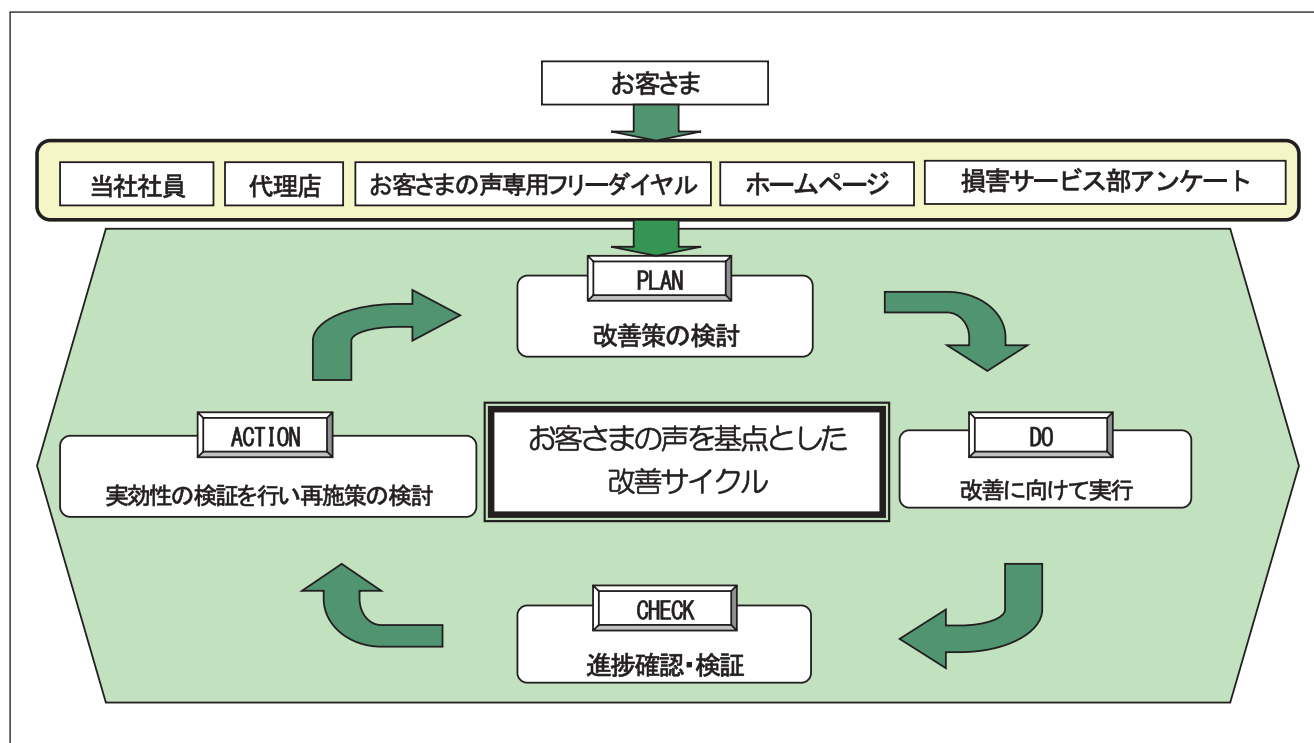 お客さま
当社社員
代理店
お客さまの声専用フリーダイヤル
ホームページ
損害サービス部アンケート
PLAN
改善策の検討
ACTION
実効性の検証を行い再施策の検討
お客さまの声を基点とした
改善サイクル
DO
改善に向けて実行
CHECK
進捗確認・検証